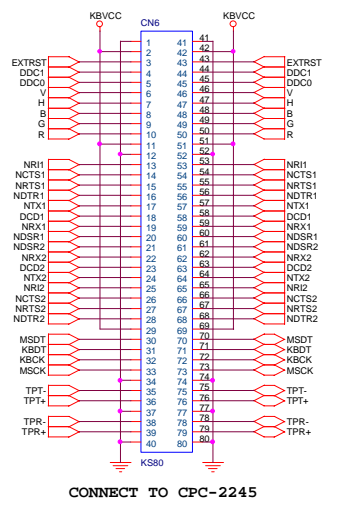 KBVCC KBVCC
CN6
1 41 41
2 42 42
EXTRST 3 43 43 EXTRST
DDC1 4 44 44 DDC1
DDC0 5 45 45 DDC0
V 6 46 46 V
H 7 47 47 H
B 8 48 48 B
G 9 49 49 G
R 10 50 50 R
11 51 51
12 52 52
NRI1 13 53 53 NRI1
NCTS1 14 54 54 NCTS1
NRTS1 15 55 55 NRTS1
NDTR1 16 56 56 NDTR1
NTX1 17 57 57 NTX1
DCD1 18 58 58 DCD1
NRX1 19 59 59 NRX1
NDSR1 20 60 60 NDSR1
NDSR2 21 61 61 NDSR2
NRX2 22 62 62 NRX2
DCD2 23 63 63 DCD2
NTX2 24 64 64 NTX2
NRI2 25 65 65 NRI2
NCTS2 26 66 66 NCTS2
NRTS2 27 67 67 NRTS2
NDTR2 28 68 68 NDTR2
29 69 69
MSDT 30 70 70 MSDT
KBDT 31 71 71 KBDT
KBCK 32 72 72 KBCK
MSCK 33 73 73 MSCK
34 74 74
TPT- 35 75 75 TPT-
TPT+ 36 76 76 TPT+
37 77 77
TPR- 38 78 78 TPR-
TPR+ 39 79 79 TPR+
40 80 80
KS80
CONNECT TO CPC-2245